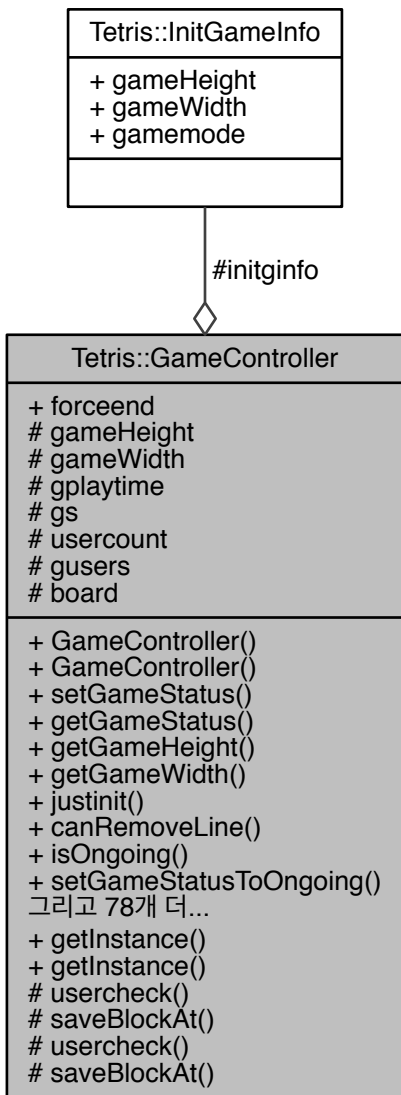 Tetris::InitGameInfo
+ gameHeight
+ gameWidth
+ gamemode
#initginfo
Tetris::GameController
+ forceend
# gameHeight
# gameWidth
# gplaytime
# gs
# usercount
# gusers
# board
+ GameController()
+ GameController()
+ setGameStatus()
+ getGameStatus()
+ getGameHeight()
+ getGameWidth()
+ justinit()
+ canRemoveLine()
+ isOngoing()
+ setGameStatusToOngoing()
그리고 78개 더...
+ getInstance()
+ getInstance()
# usercheck()
# saveBlockAt()
# usercheck()
# saveBlockAt()